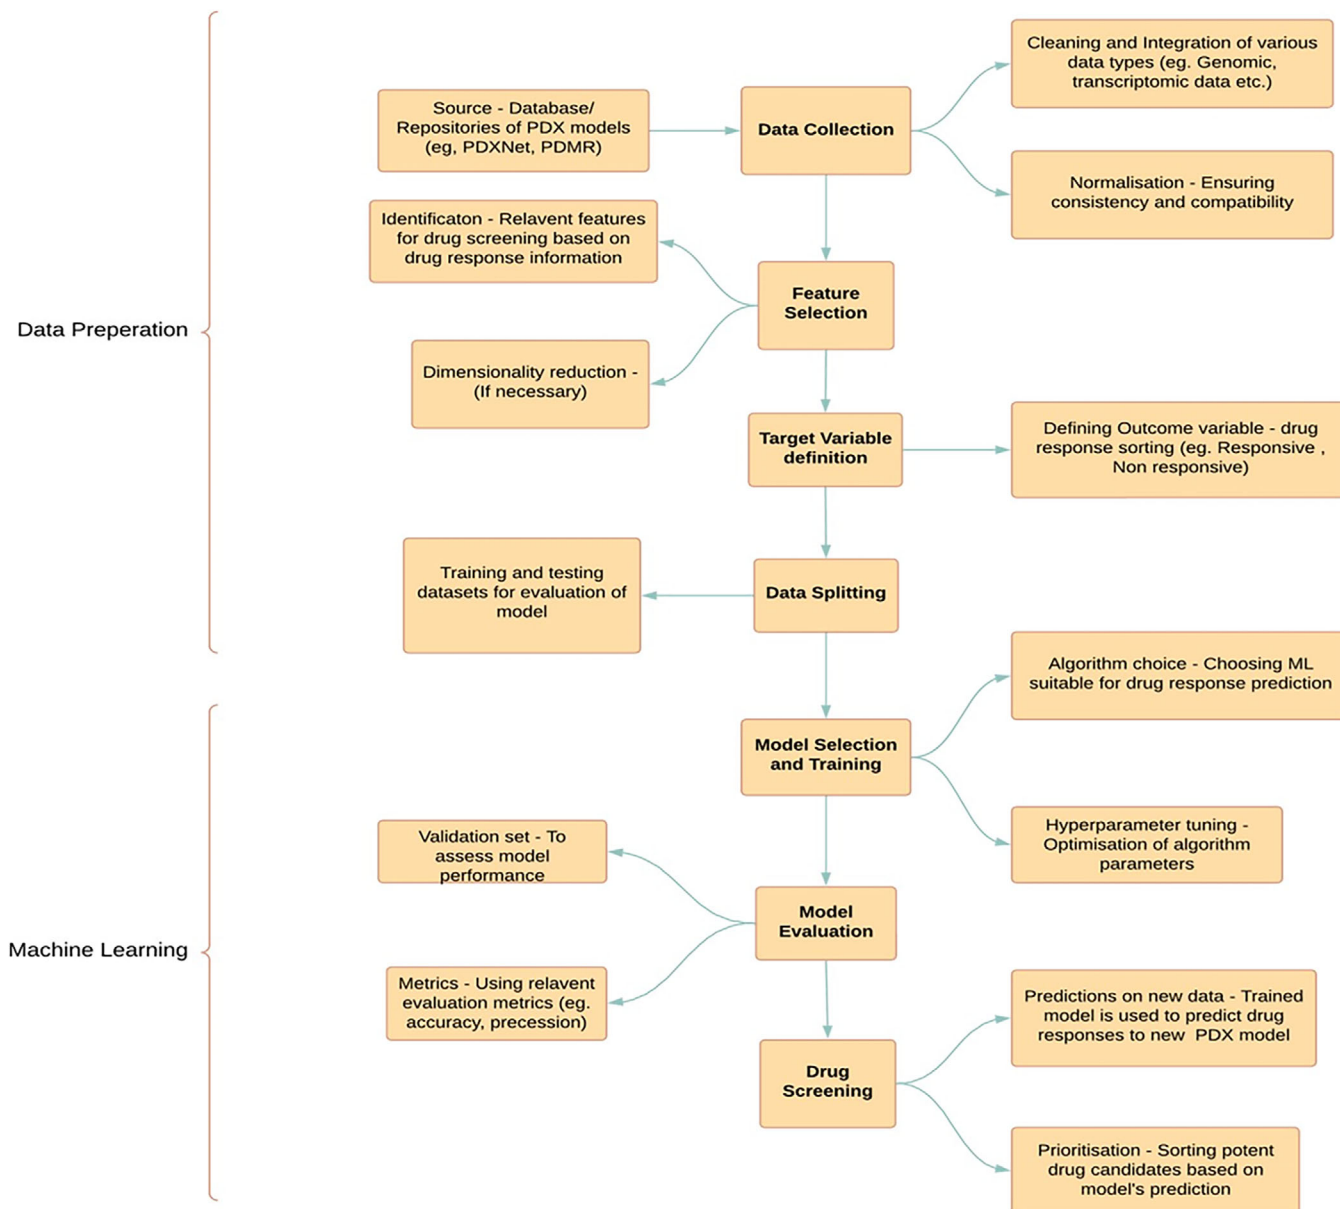 Cleaning and Integration of various
data types (eg. Genomic,
transcriptomic data etc.)
Source - Database/
Repositories of PDX models
(eg, PDXNet, PDMR)
Data Collection
Normalisation - Ensuring
consistency and compatibility
Identificaton - Relavent features
for drug screening based on
drug response information
Feature
Selection
Data Preperation
Dimensionality reduction -
(If necessary)
Target Variable
definition
Defining Outcome variable - drug
response sorting (eg. Responsive ,
Non responsive)
Training and testing
datasets for evaluation of
model
Data Splitting
Algorithm choice - Choosing ML
suitable for drug response prediction
Model Selection
and Training
Hyperparameter tuning -
Optimisation of algorithm
parameters
Validation set - To
assess model
performance
Model
Evaluation
Machine Learning
Metrics - Using relavent
evaluation metrics (eg.
accuracy, precession)
Predictions on new data - Trained
model is used to predict drug
responses to new PDX model
Drug
Screening
Prioritisation - Sorting potent
drug candidates based on
model's prediction